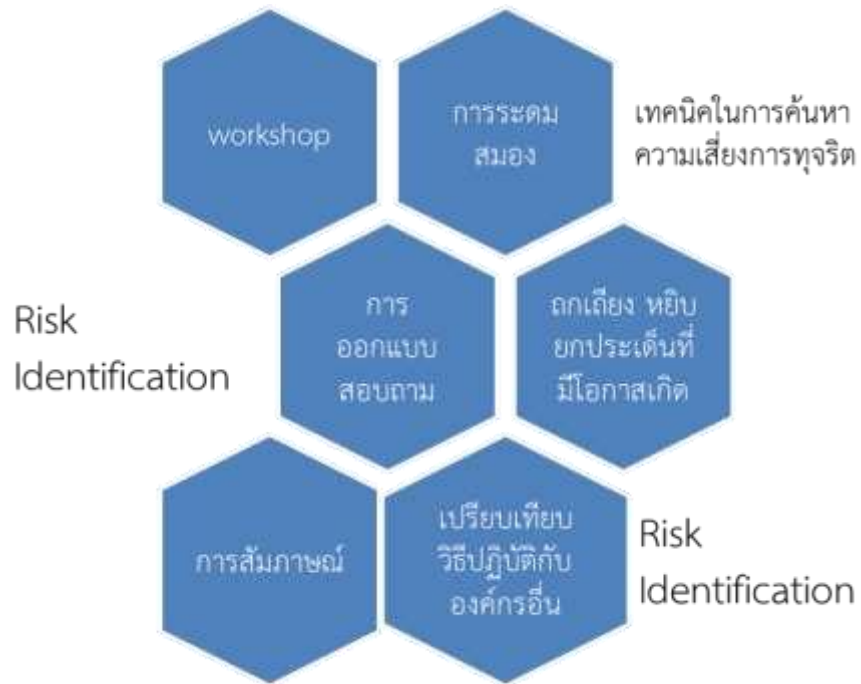 workshop
การระดม
สมอง
เทคนิคในการค้นหา
ความเสี่ยงการทุจริต
Risk
Identification
การ
ออกแบบ
สอบถาม
ถกเถียง หยิบ
ยกประเด็นที่
มีโอกาสเกิด
การสัมภาษณ์
เปรียบเทียบ
วิธีปฏิบัติกับ
องค์กรอื่น
Risk
Identification